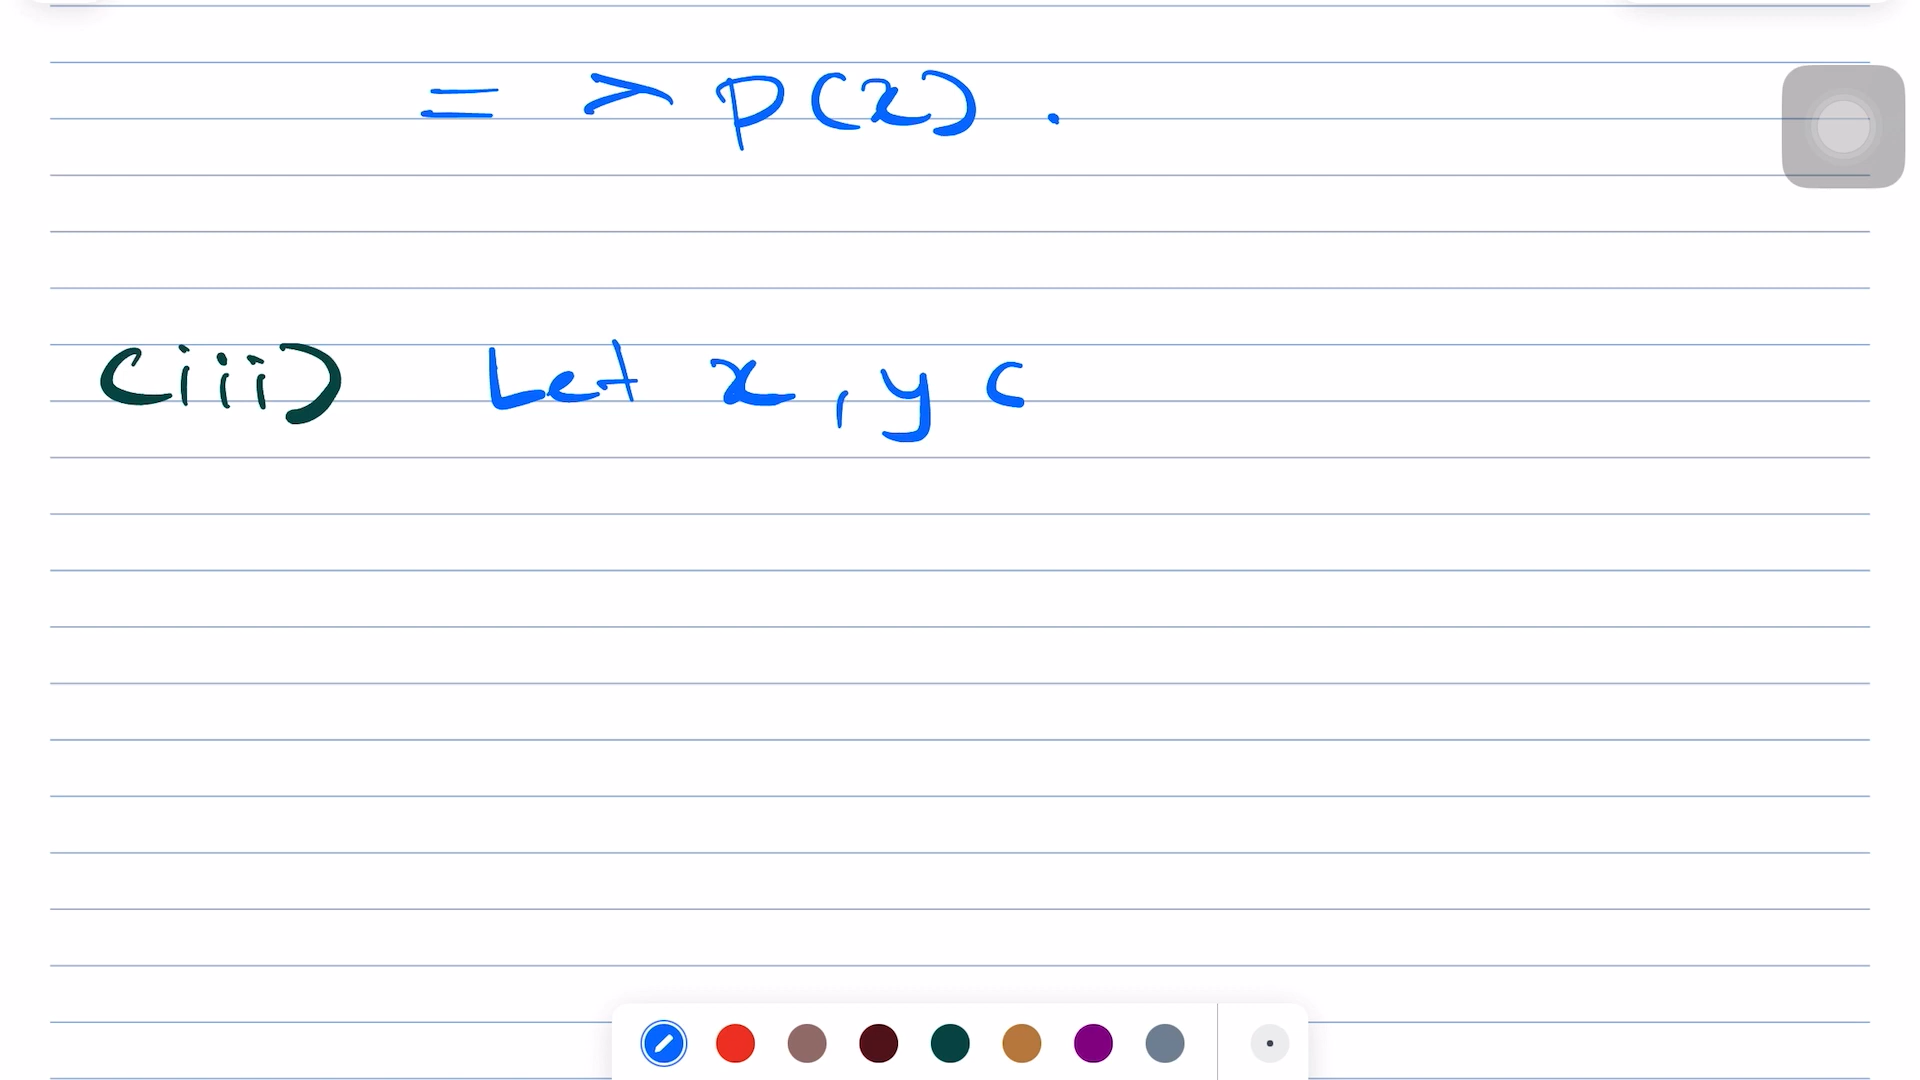 = > p(x).
(iii) Let x, y c